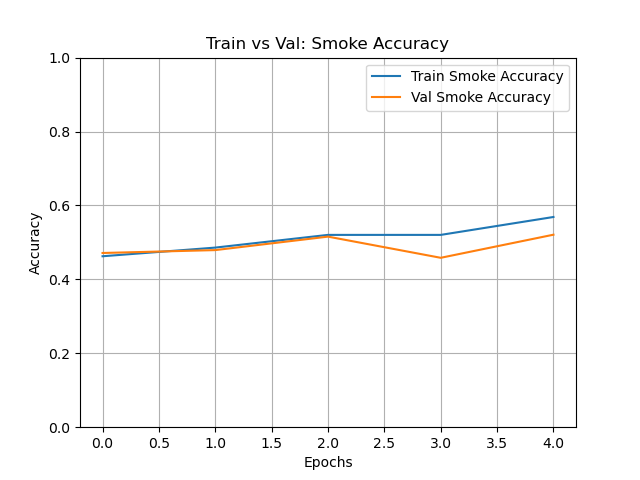 Train vs Val: Smoke Accuracy
Train Smoke Accuracy
Val Smoke Accuracy
Accuracy
1.0
0.8
0.6
0.4
0.2
0.0
0.0 0.5 1.0 1.5 2.0 2.5 3.0 3.5 4.0
Epochs